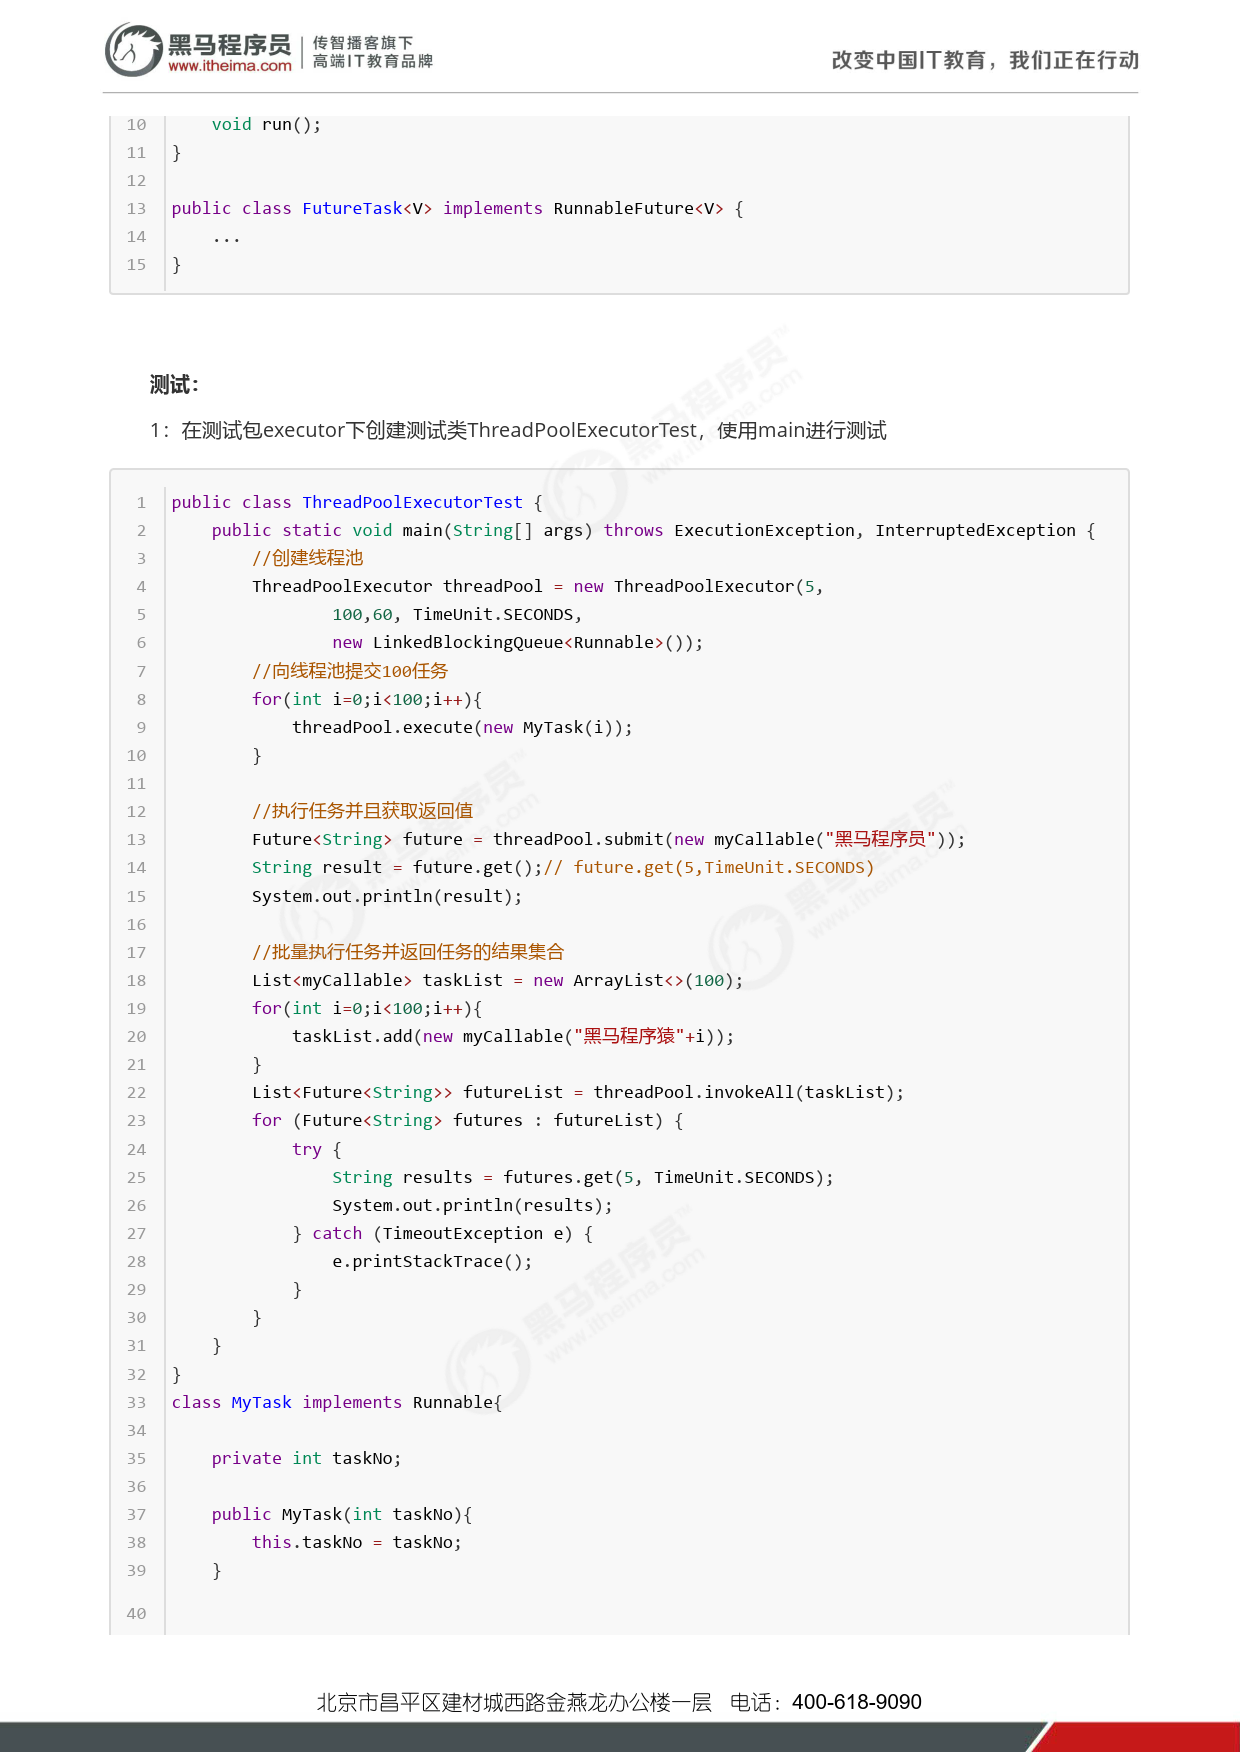 黑马程序员 传智播客旗下
www.itheima.com 高端IT教育品牌
改变中国IT教育，我们正在行动
10     void run();
11 }
12
13 public class FutureTask<V> implements RunnableFuture<V> {
14     ...
15 }
测试：
1：在测试包executor下创建测试类ThreadPoolExecutorTest，使用main进行测试
1 public class ThreadPoolExecutorTest {
2     public static void main(String[] args) throws ExecutionException, InterruptedException {
3         //创建线程池
4         ThreadPoolExecutor threadPool = new ThreadPoolExecutor(5,
5                 100,60, TimeUnit.SECONDS,
6                 new LinkedBlockingQueue<Runnable>());
7         //向线程池提交100任务
8         for(int i=0;i<100;i++){
9             threadPool.execute(new MyTask(i));
10         }
11
12         //执行任务并且获取返回值
13         Future<String> future = threadPool.submit(new myCallable("黑马程序员"));
14         String result = future.get();// future.get(5,TimeUnit.SECONDS)
15         System.out.println(result);
16
17         //批量执行任务并返回任务的结果集合
18         List<myCallable> taskList = new ArrayList<>(100);
19         for(int i=0;i<100;i++){
20             taskList.add(new myCallable("黑马程序猿"+i));
21         }
22         List<Future<String>> futureList = threadPool.invokeAll(taskList);
23         for (Future<String> futures : futureList) {
24             try {
25                 String results = futures.get(5, TimeUnit.SECONDS);
26                 System.out.println(results);
27             } catch (TimeoutException e) {
28                 e.printStackTrace();
29             }
30         }
31     }
32 }
33 class MyTask implements Runnable{
34
35     private int taskNo;
36
37     public MyTask(int taskNo){
38         this.taskNo = taskNo;
39     }
40
北京市昌平区建材城西路金燕龙办公楼一层 电话：400-618-9090